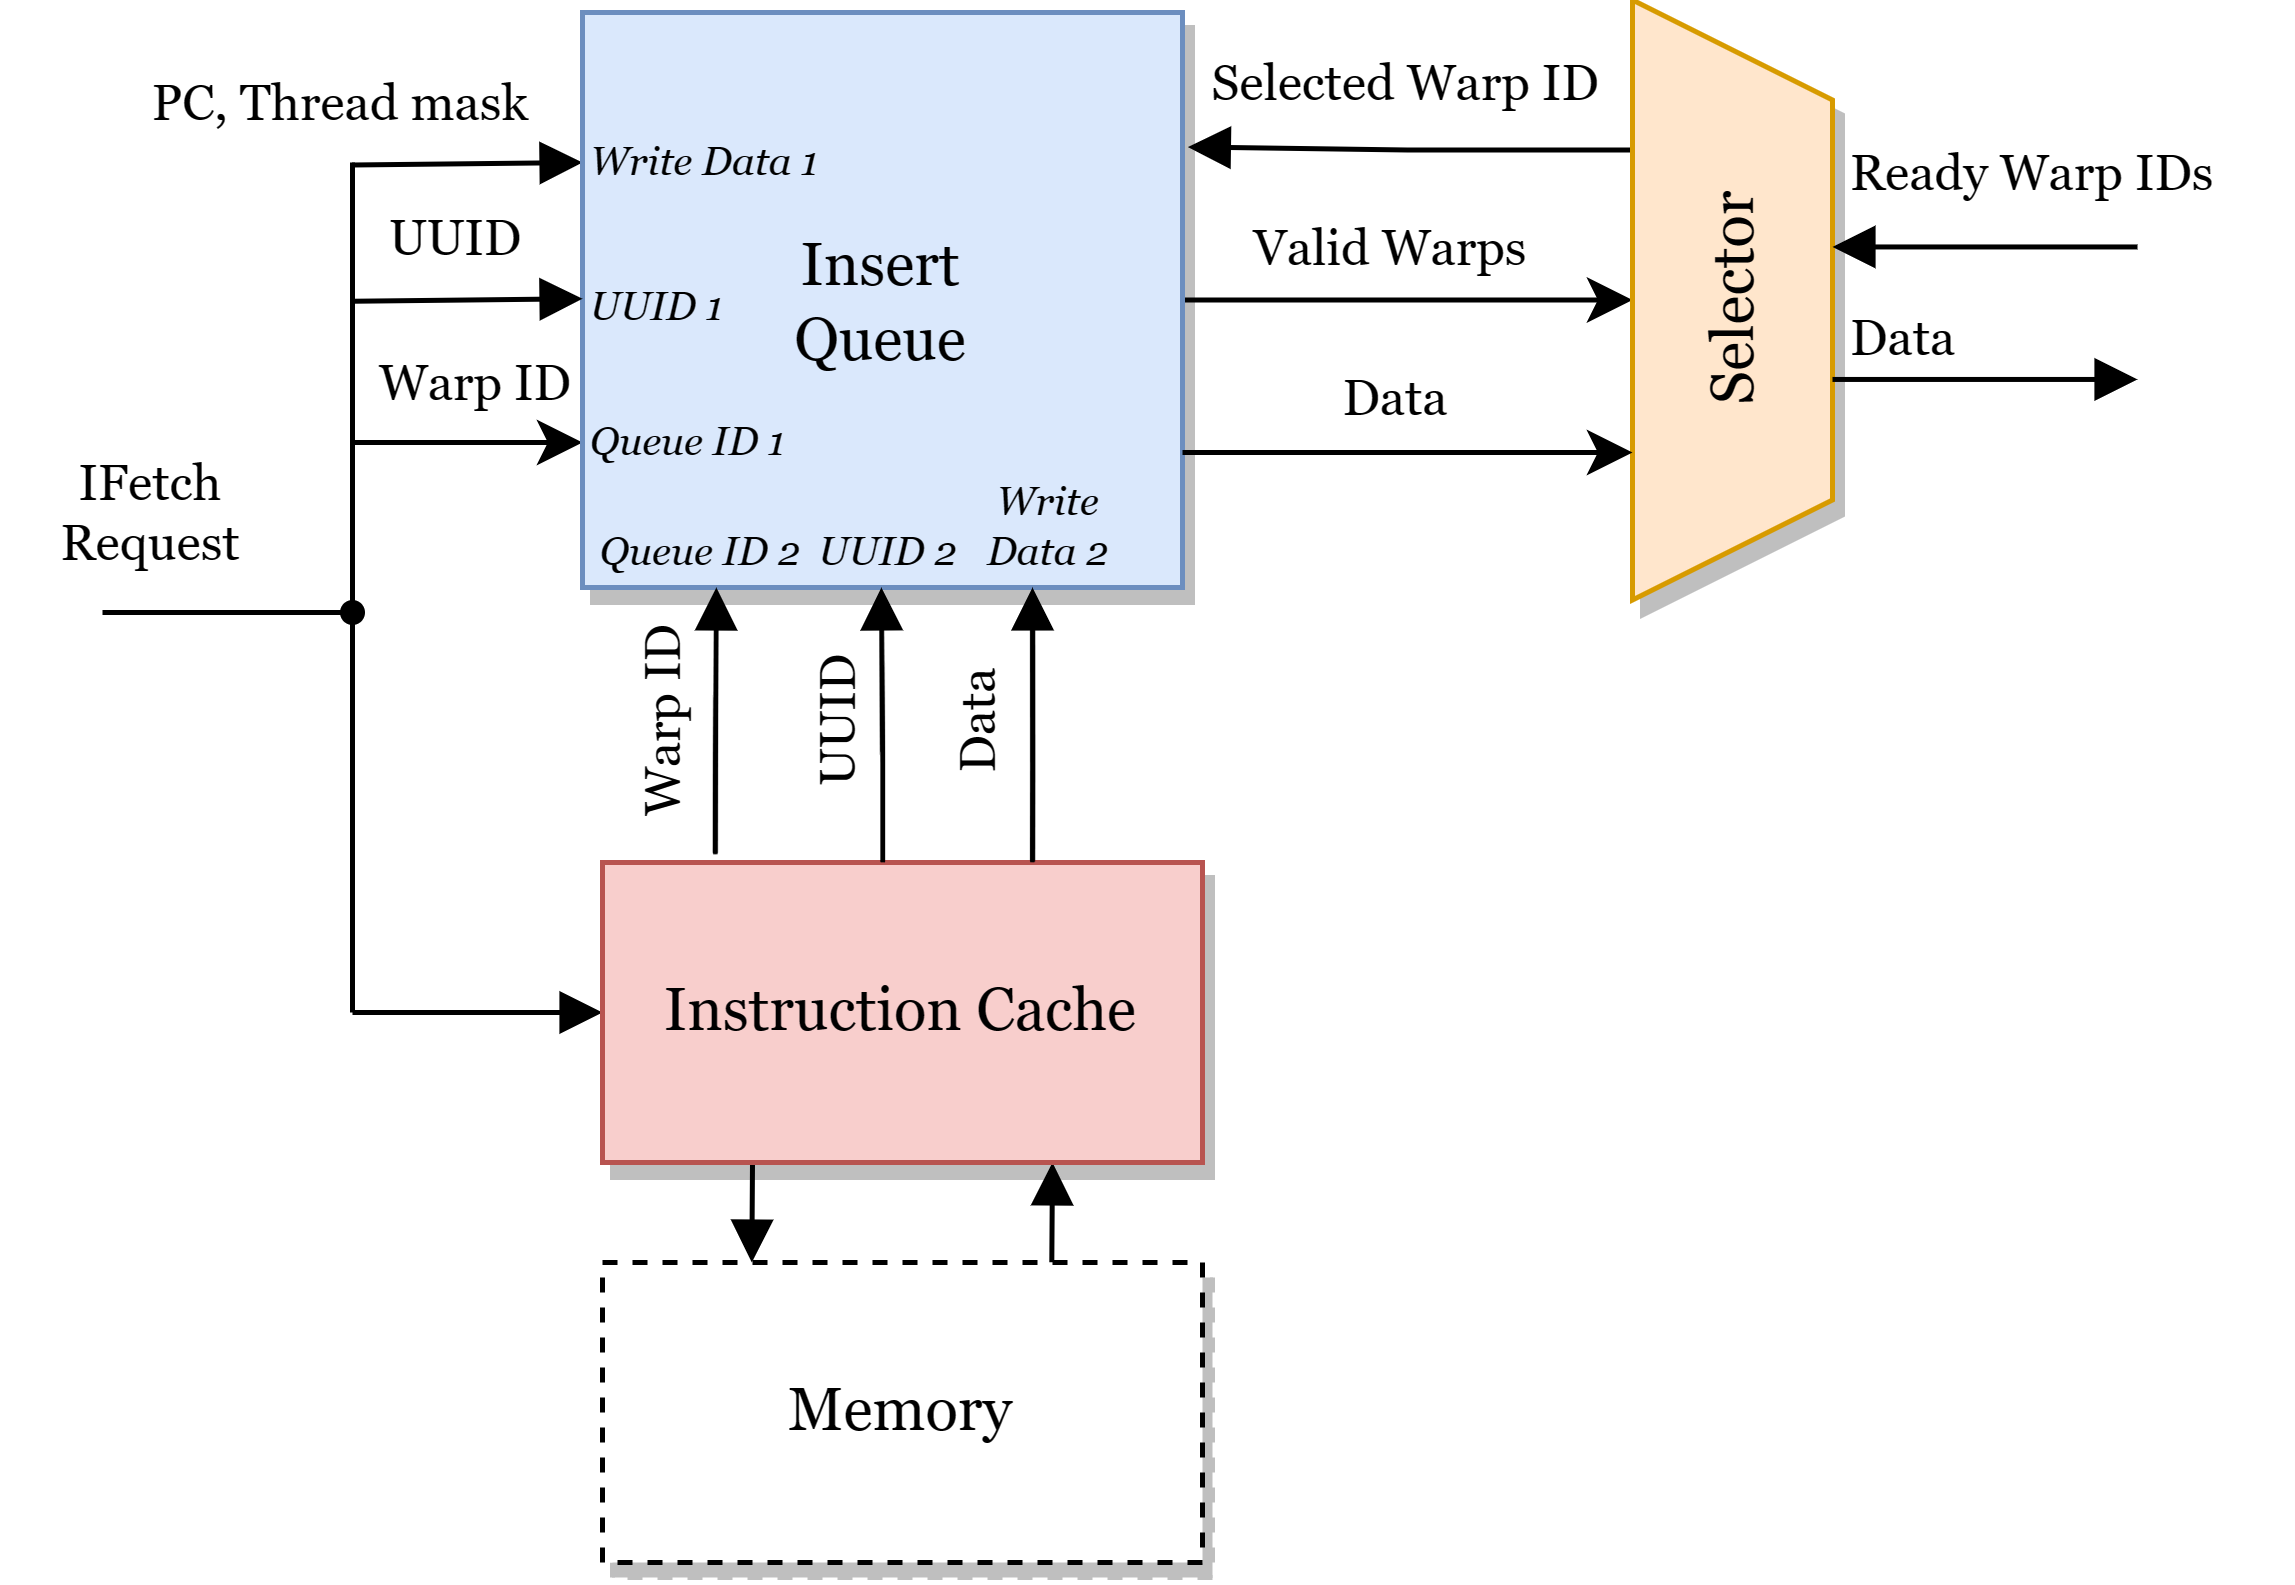 PC, Thread mask
Write Data 1
UUID
UUID 1
Warp ID
Queue ID 1
IFetch
Request
Insert
Queue
Queue ID 2
UUID 2
Write
Data 2
Selected Warp ID
Valid Warps
Data
Selector
Ready Warp IDs
Data
Warp ID
UUID
Data
Instruction Cache
Memory